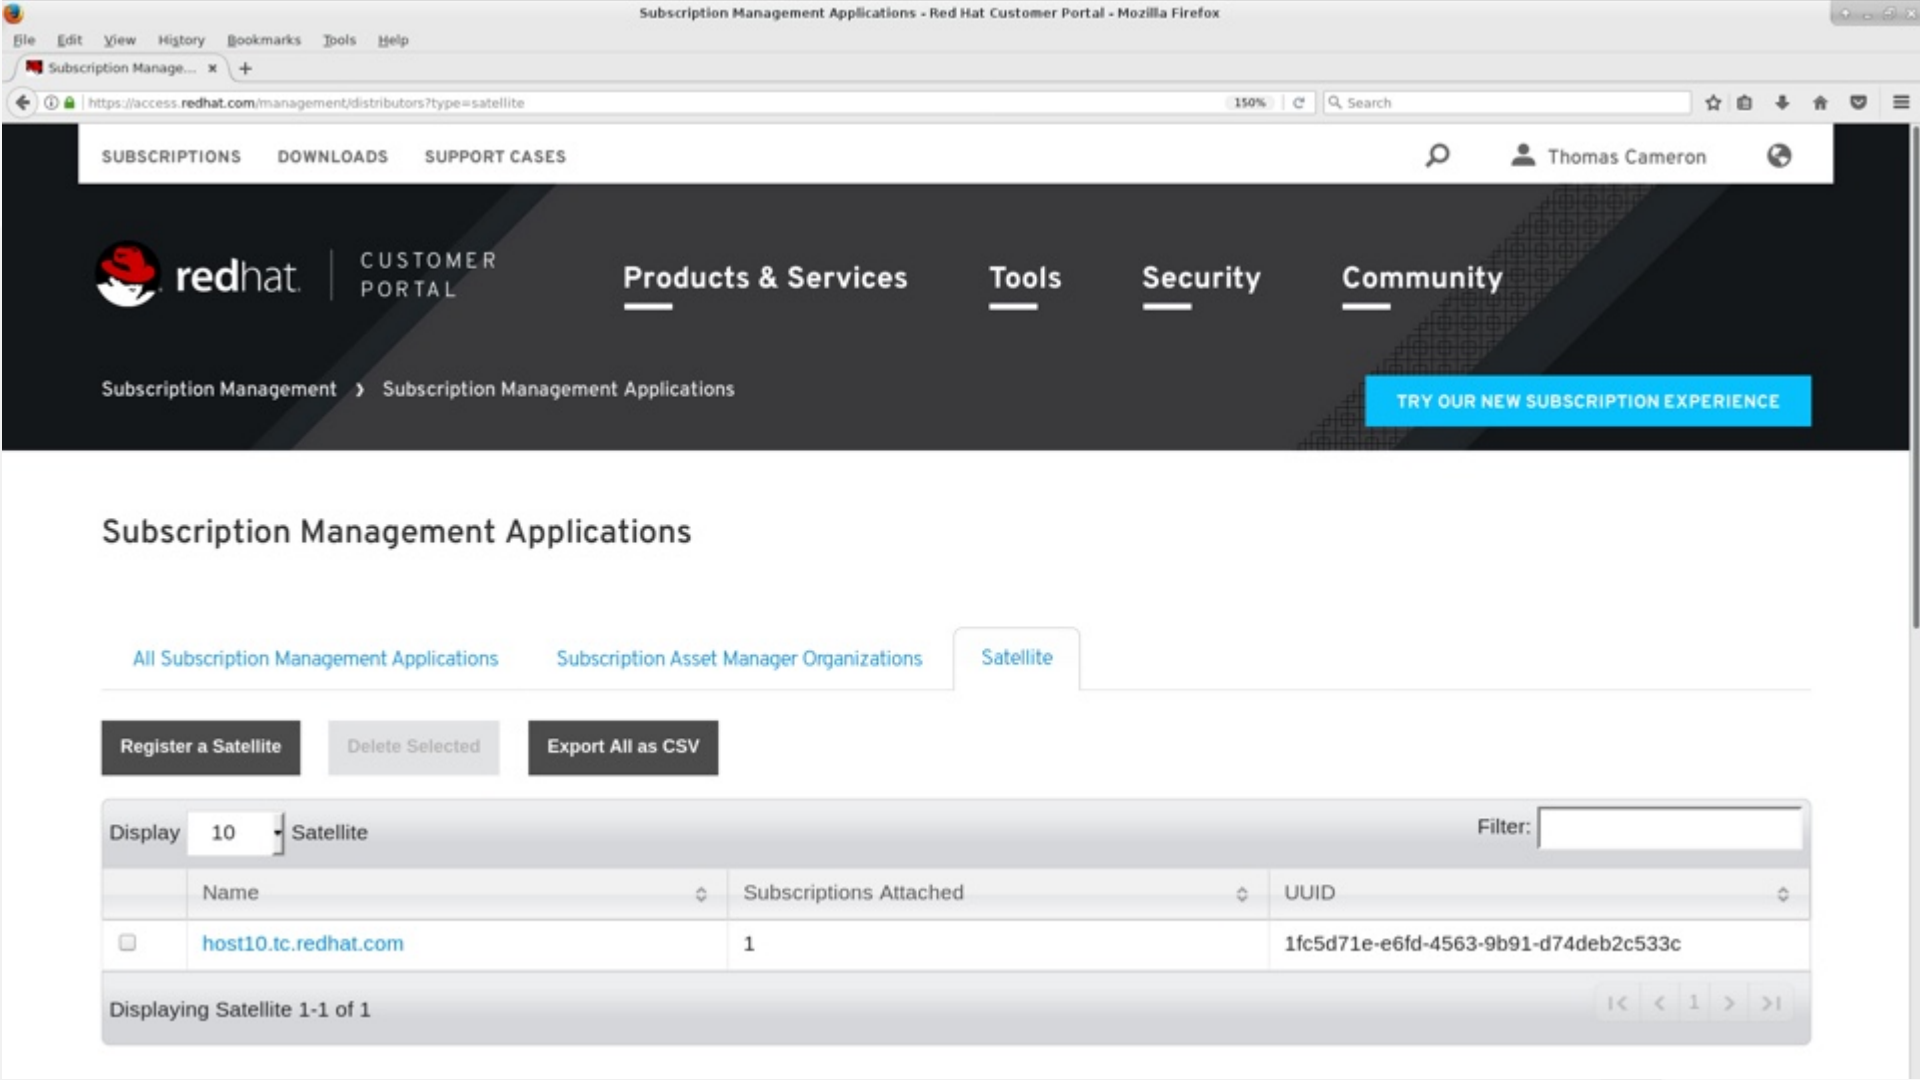 Subscription Management Applications - Red Hat Customer Portal - Mozilla Firefox
File Edit View History Bookmarks Tools Help
Subscription Manage...
https://access.redhat.com/management/distributors?type=satellite 150% Search
SUBSCRIPTIONS DOWNLOADS SUPPORT CASES Thomas Cameron
redhat. CUSTOMER PORTAL
Products & Services Tools Security Community
Subscription Management › Subscription Management Applications
TRY OUR NEW SUBSCRIPTION EXPERIENCE
Subscription Management Applications
All Subscription Management Applications Subscription Asset Manager Organizations Satellite
Register a Satellite Delete Selected Export All as CSV
Display 10 Satellite Filter:
Name Subscriptions Attached UUID
host10.tc.redhat.com 1 1fc5d71e-e6fd-4563-9b91-d74deb2c533c
Displaying Satellite 1-1 of 1 1